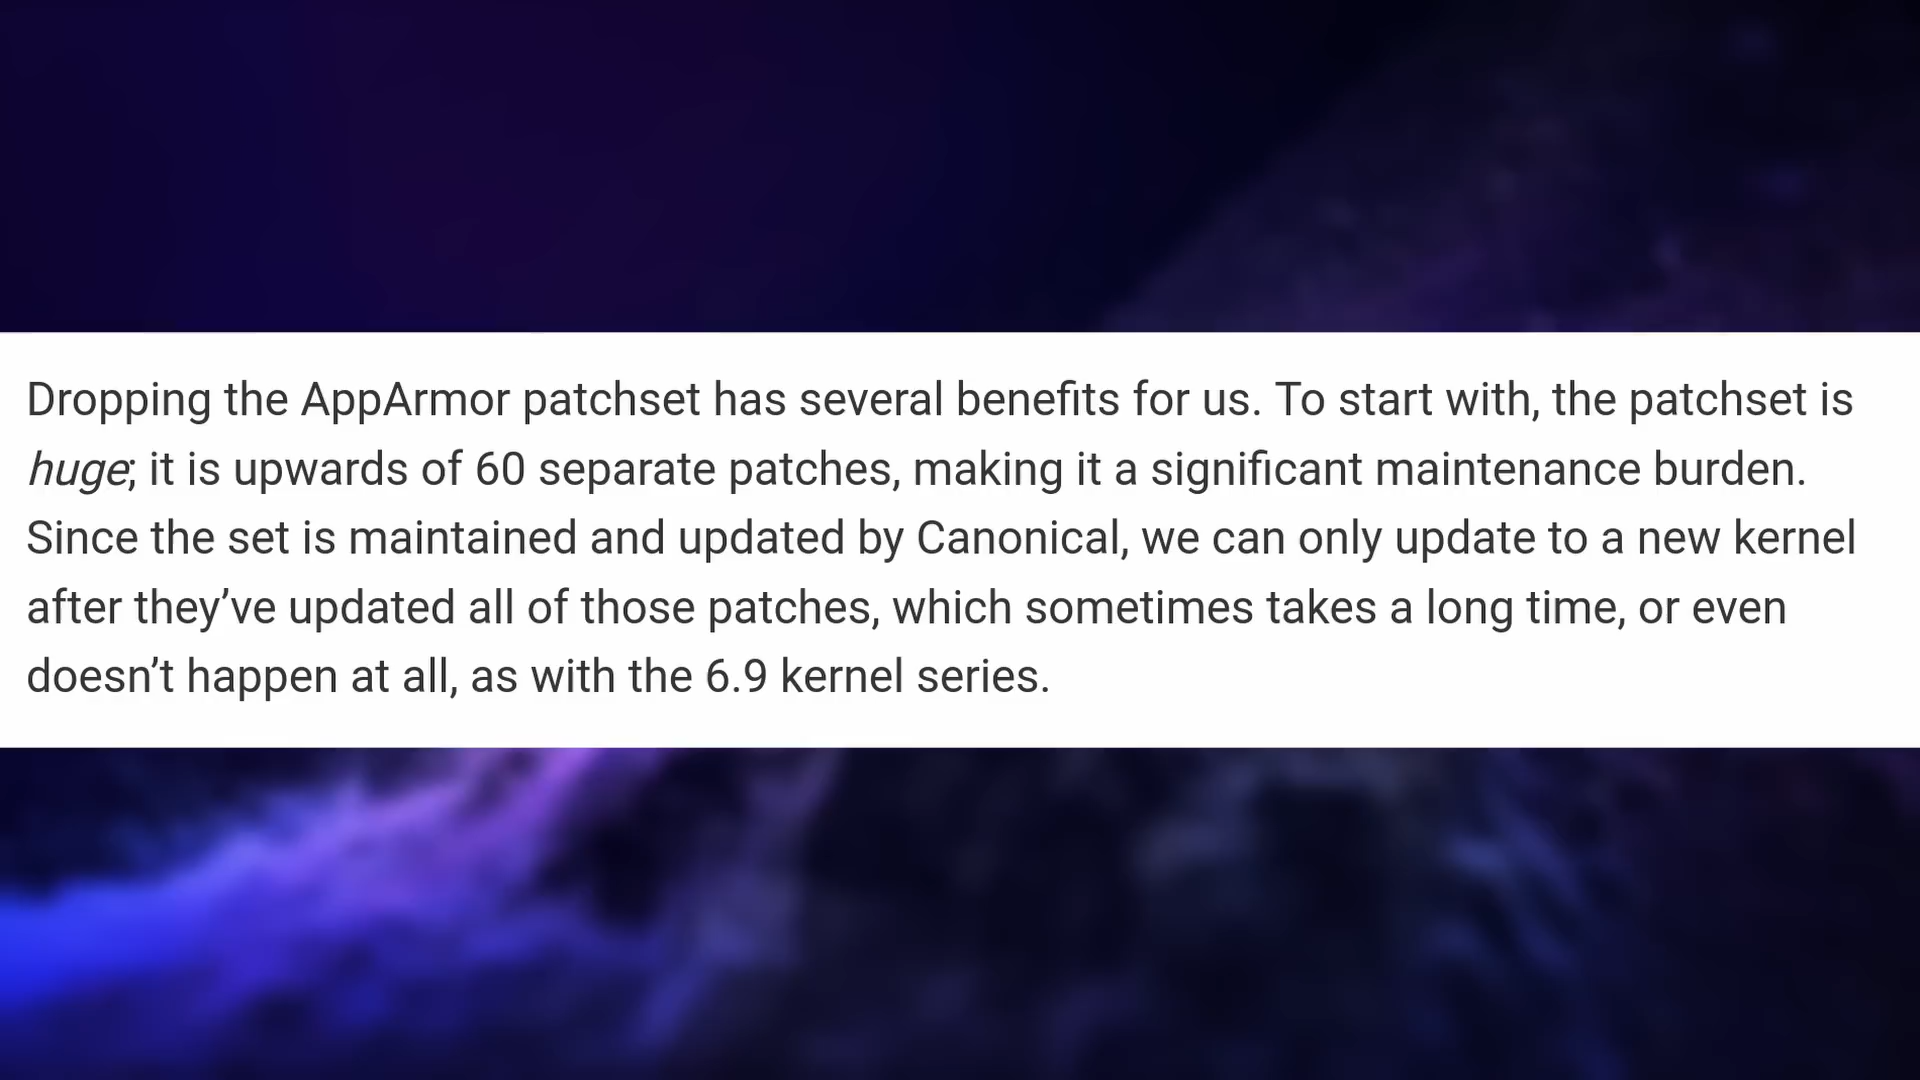 Dropping the AppArmor patchset has several benefits for us. To start with, the patchset is
huge; it is upwards of 60 separate patches, making it a significant maintenance burden.
Since the set is maintained and updated by Canonical, we can only update to a new kernel
after they’ve updated all of those patches, which sometimes takes a long time, or even
doesn’t happen at all, as with the 6.9 kernel series.